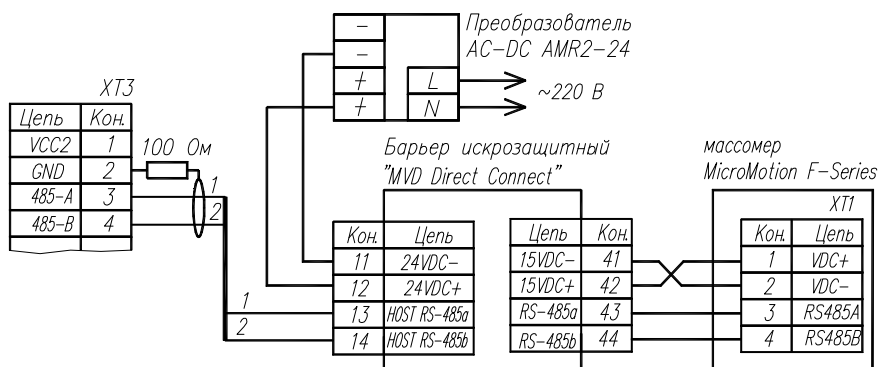 Преобразователь
AC-DC AMR2-24
-
-
+ L
+ N
~220 В
XT3
Цепь Кон.
VCC2 1
GND 2
485-A 3
485-B 4
100 Ом
1
2
1
2
Барьер искрозащитный
"MVD Direct Connect"
Кон. Цепь
11 24VDC-
12 24VDC+
13 HOST RS-485a
14 HOST RS-485b
Цепь Кон.
15VDC- 41
15VDC+ 42
RS-485a 43
RS-485b 44
массомер
MicroMotion F-Series
XT1
Кон. Цепь
1 VDC+
2 VDC-
3 RS485A
4 RS485B